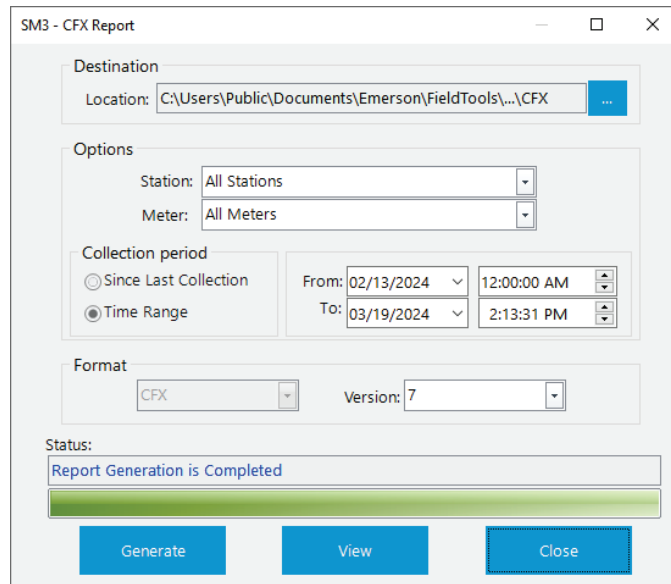 SM3 - CFX Report
Destination
Location: C:\Users\Public\Documents\Emerson\FieldTools\...\CFX ...
Options
Station: All Stations
Meter: All Meters
Collection period
Since Last Collection
Time Range
From: 02/13/2024 12:00:00 AM
To: 03/19/2024 2:13:31 PM
Format
CFX Version: 7
Status:
Report Generation is Completed
Generate View Close